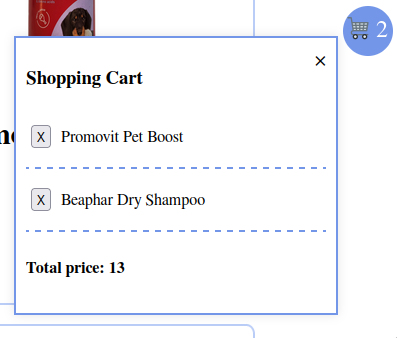 2
×
Shopping Cart
X Promovit Pet Boost
X Beaphar Dry Shampoo
Total price: 13